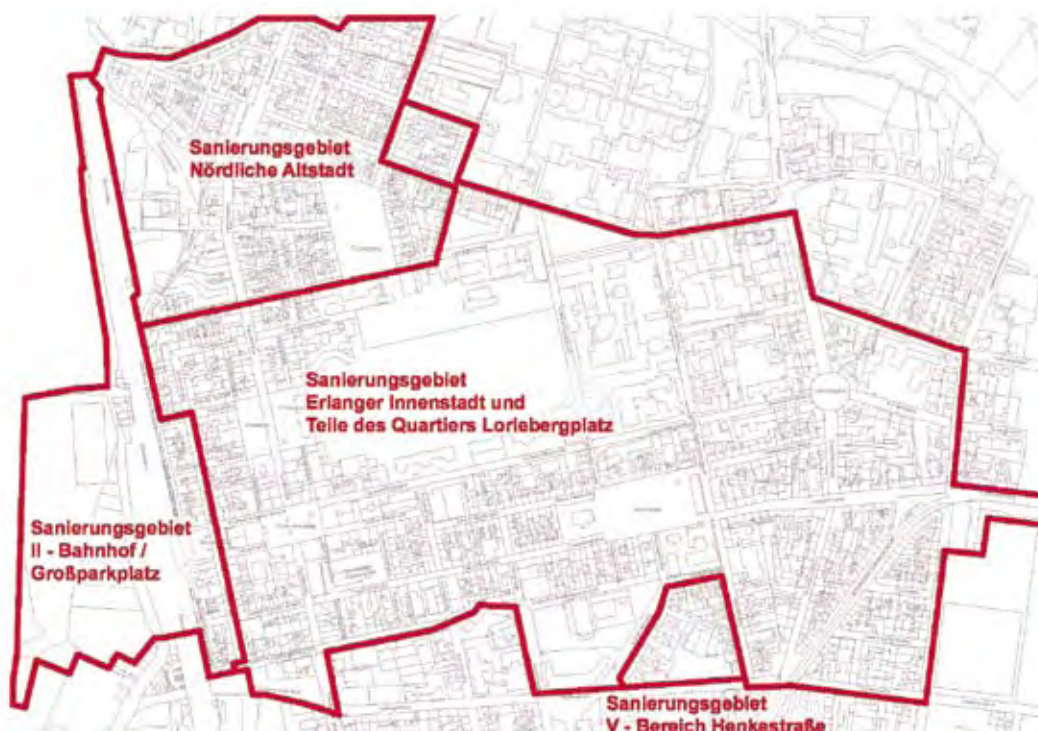 Sanierungsgebiet
Nördliche Altstadt
Sanierungsgebiet
Erlanger Innenstadt und
Teile des Quartiers Lorlebergplatz
Sanierungsgebiet
II - Bahnhof /
Großparkplatz
Sanierungsgebiet
V - Bereich Henkestraße